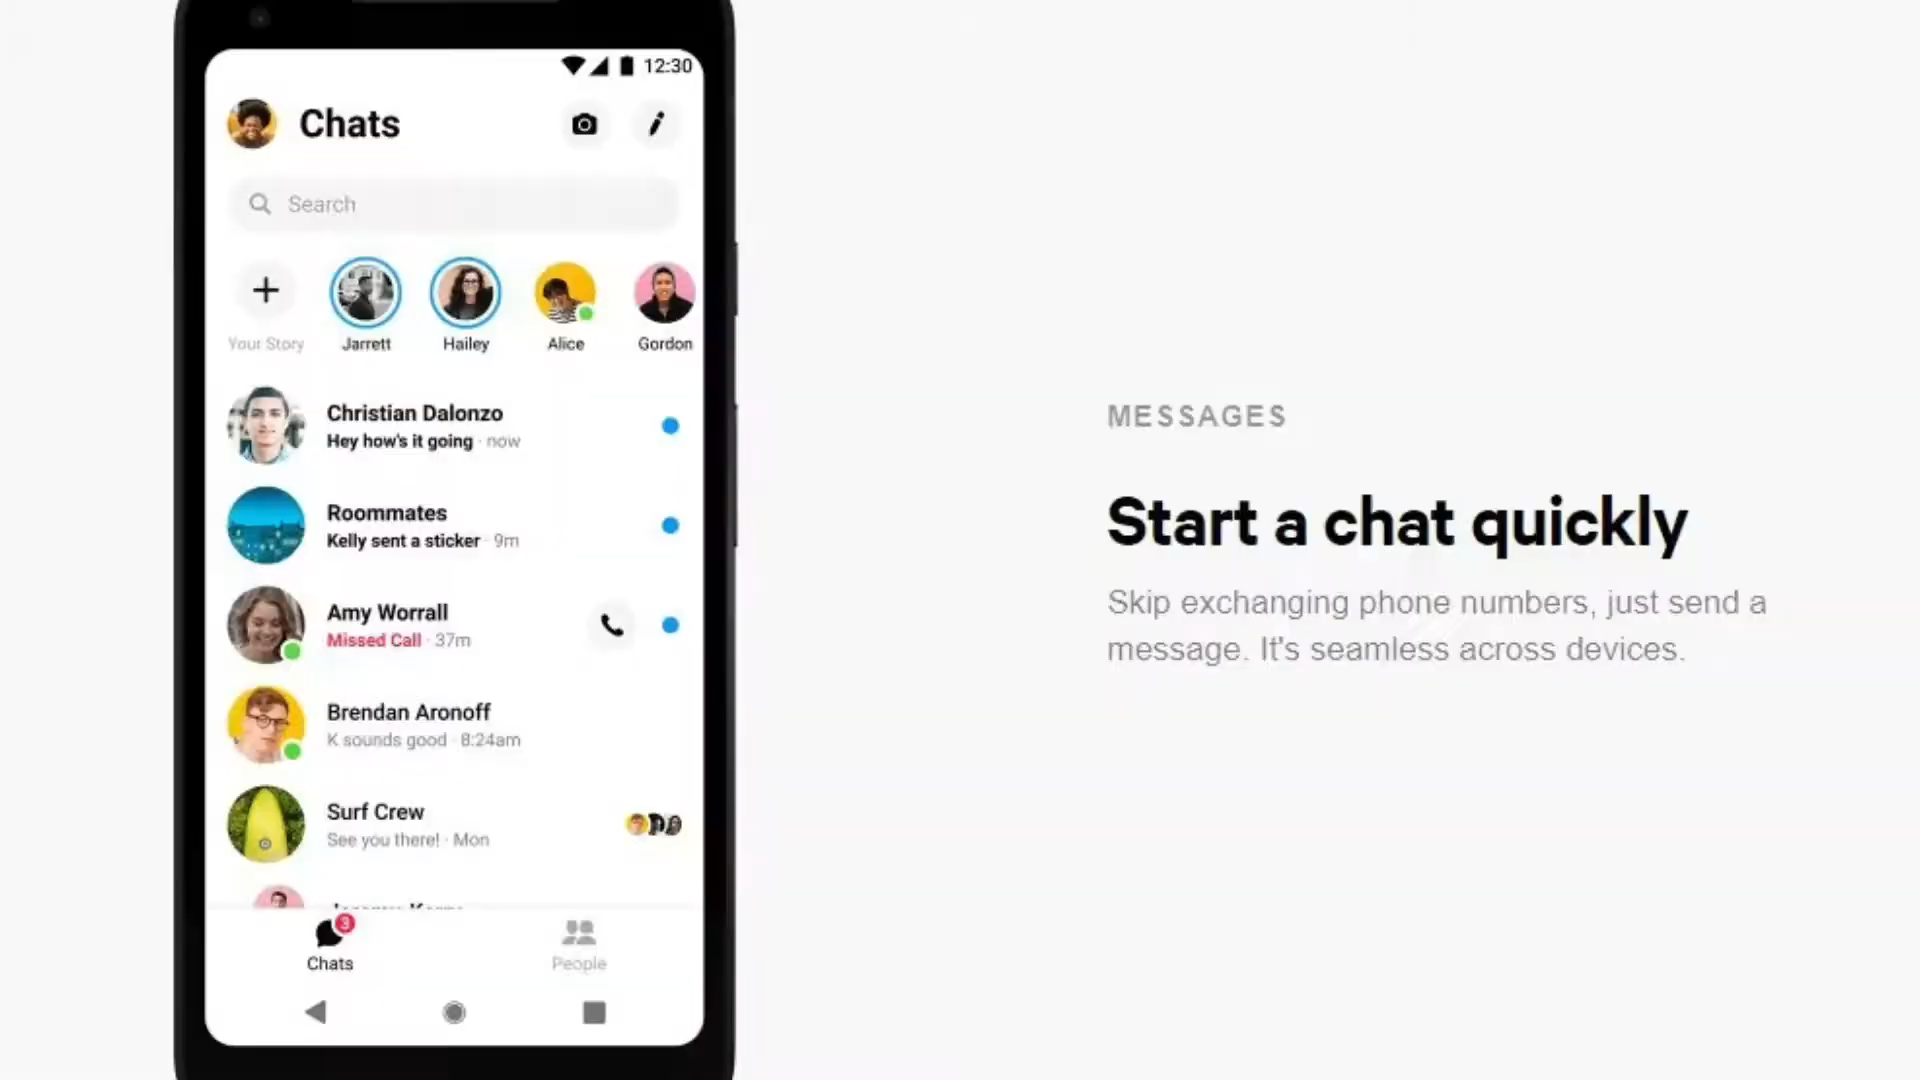 12:30
Chats
Search
Your Story
Jarrett
Hailey
Alice
Gordon
Christian Dalonzo
Hey how's it going · now
Roommates
Kelly sent a sticker · 9m
Amy Worrall
Missed Call · 37m
Brendan Aronoff
K sounds good · 8:24am
Surf Crew
See you there! · Mon
3
Chats
People
MESSAGES
Start a chat quickly
Skip exchanging phone numbers, just send a
message. It's seamless across devices.